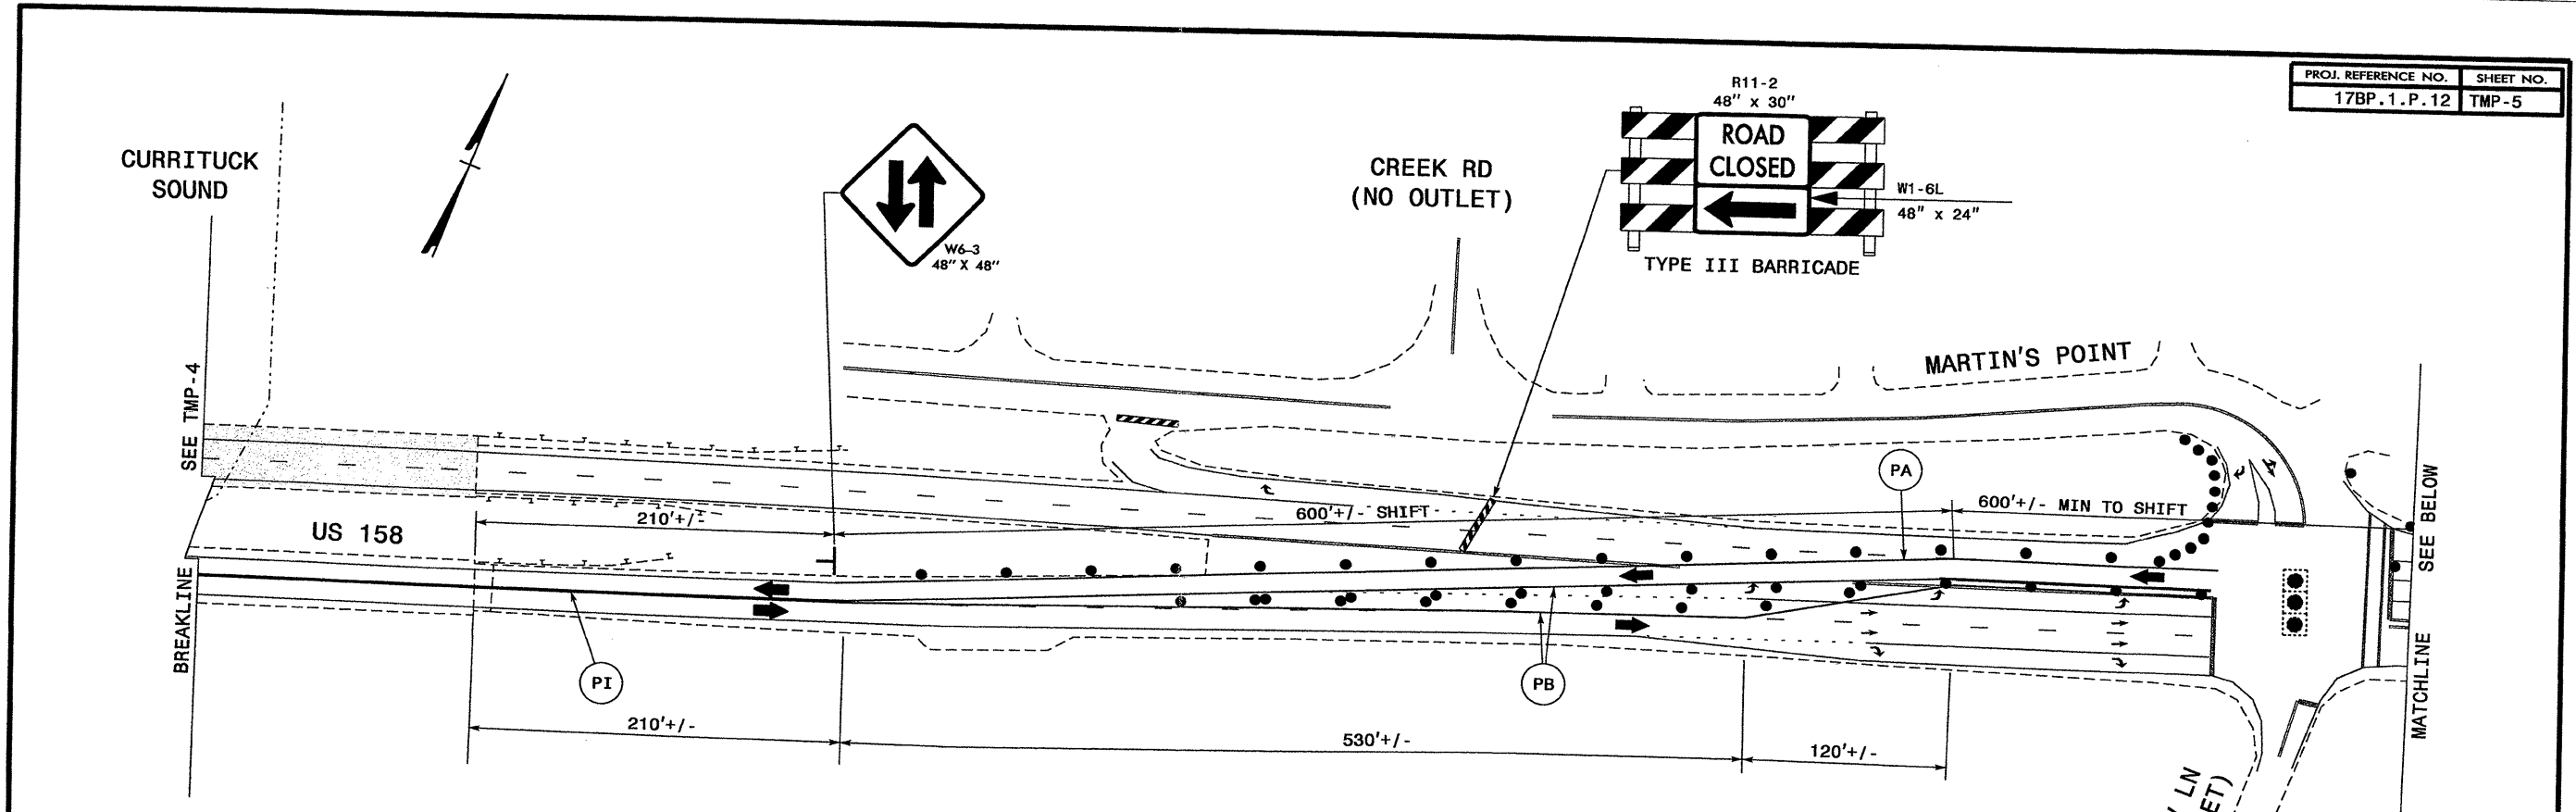 PROJ. REFERENCE NO. SHEET NO.
17BP.1.P.12 TMP-5
R11-2
48" x 30"
ROAD
CLOSED
W1-6L
48" x 24"
TYPE III BARRICADE
CURRITUCK
SOUND
W6-3
48" X 48"
CREEK RD
(NO OUTLET)
MARTIN'S POINT
SEE TMP-4
SEE BELOW
PA
210'+/-
600'+/- SHIFT
600'+/- MIN TO SHIFT
US 158
BREAKLINE
MATCHLINE
PI
PB
210'+/-
530'+/-
120'+/-
LN